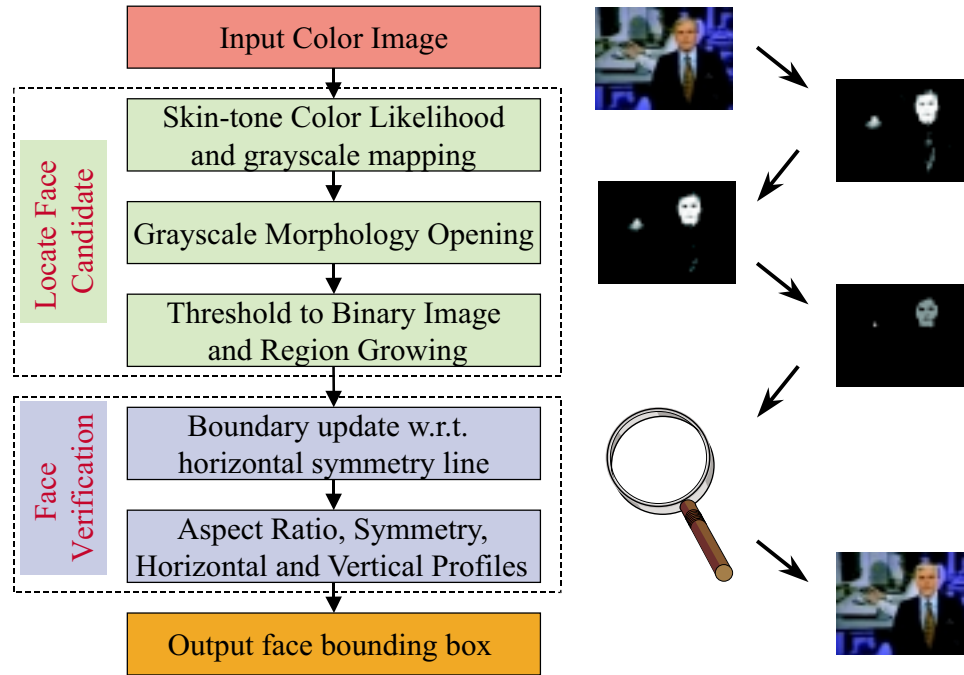 Input Color Image
Locate Face
Candidate
Skin-tone Color Likelihood
and grayscale mapping
Grayscale Morphology Opening
Threshold to Binary Image
and Region Growing
Face
Verification
Boundary update w.r.t.
horizontal symmetry line
Aspect Ratio, Symmetry,
Horizontal and Vertical Profiles
Output face bounding box